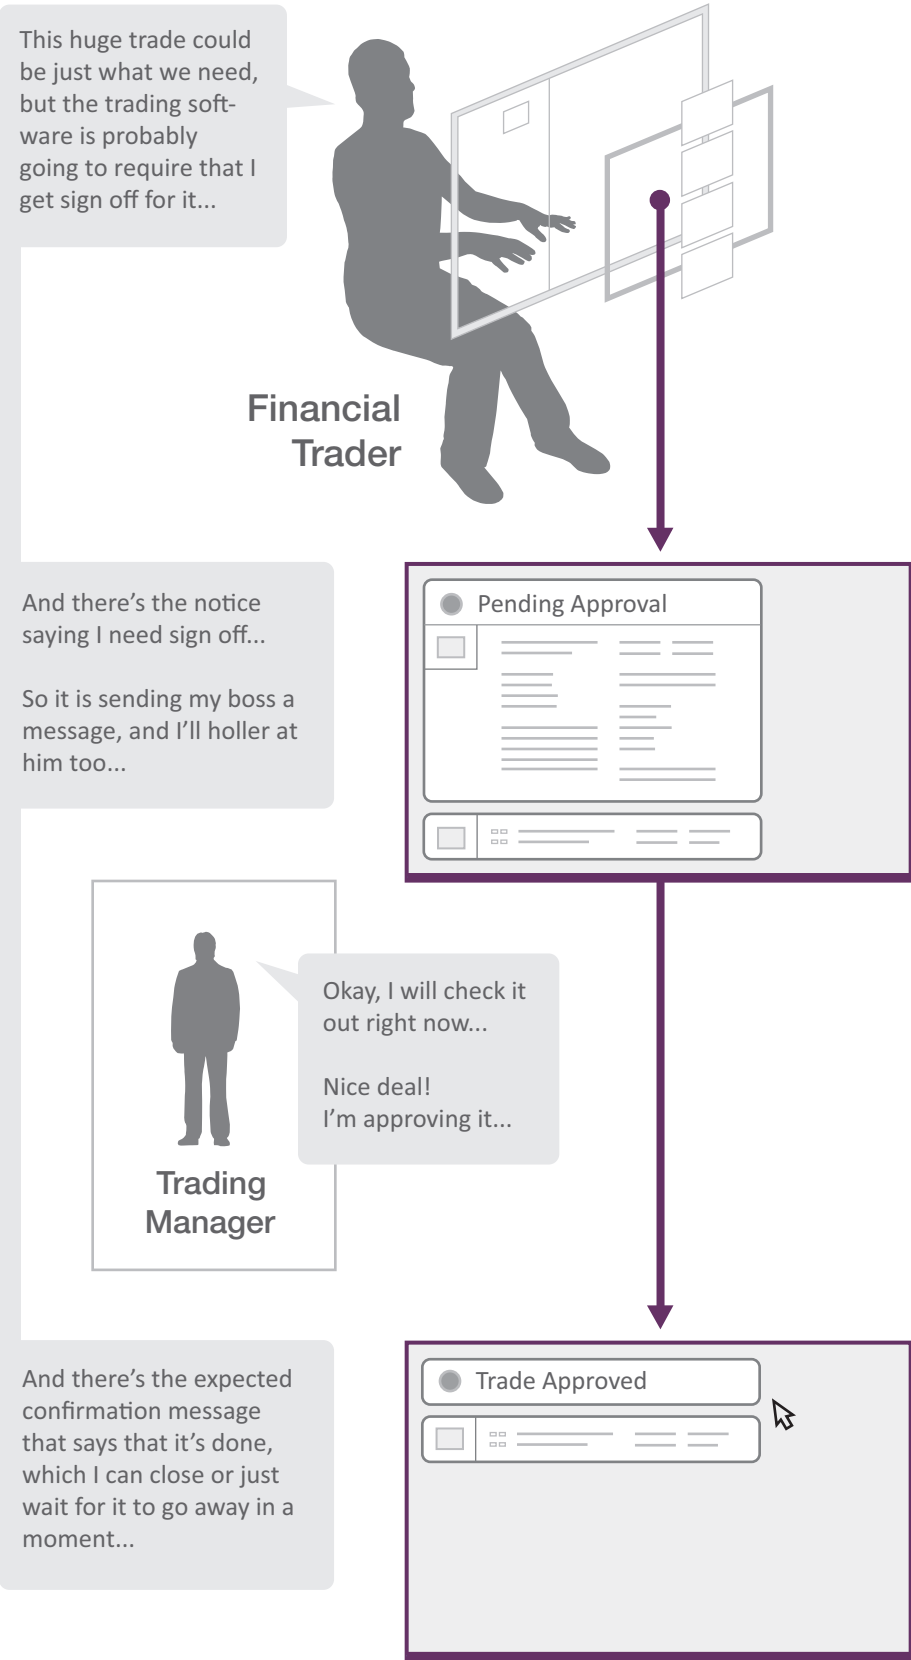 This huge trade could
be just what we need,
but the trading soft-
ware is probably
going to require that I
get sign off for it...
Financial
Trader
And there's the notice
saying I need sign off...
So it is sending my boss a
message, and I'll holler at
him too...
Pending Approval
Okay, I will check it
out right now...
Nice deal!
I'm approving it...
Trading
Manager
And there's the expected
confirmation message
that says that it's done,
which I can close or just
wait for it to go away in a
moment...
Trade Approved